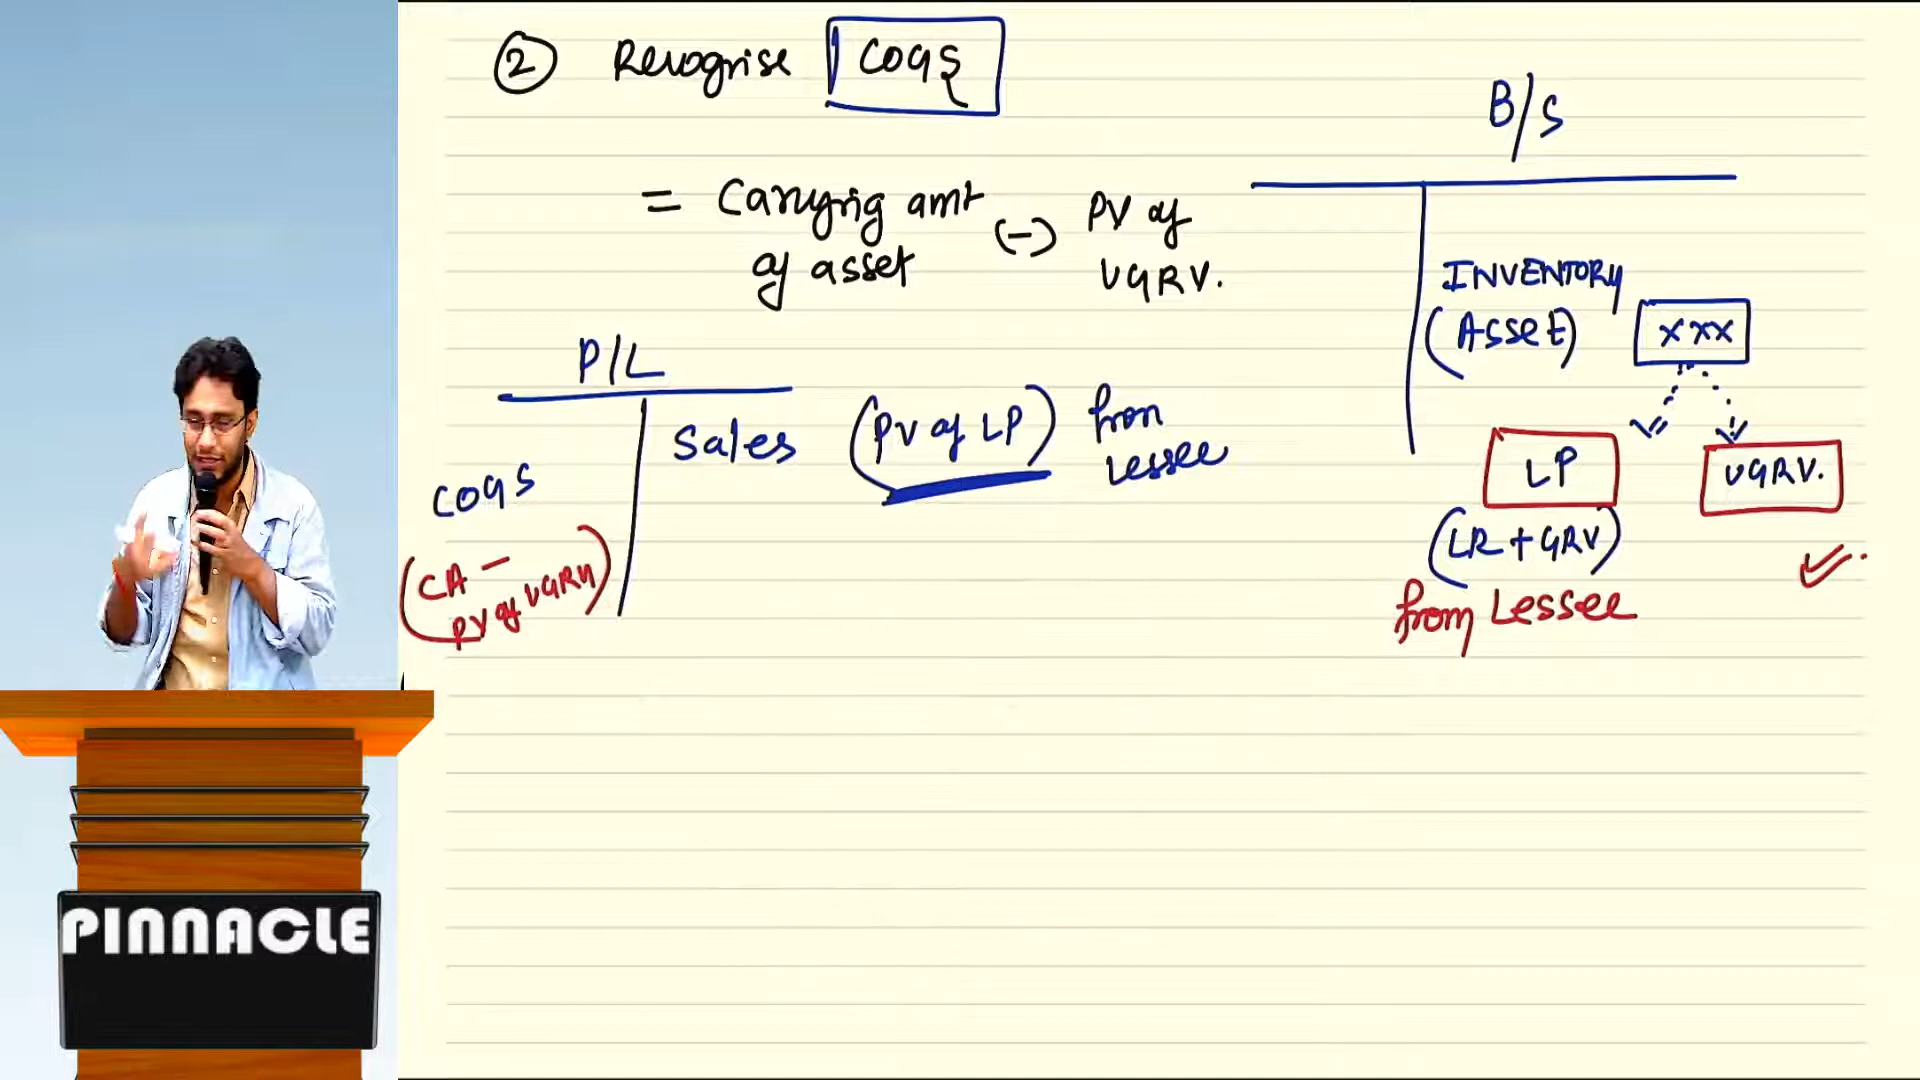 ② Recognise COGS
= Carrying amt (-) PV of
of asset UGRV.
P/L
Sales (PV of LP) from
Lessee
COGS
(CA -
PV of UGRV)
B/S
INVENTORY
(Asset) xxx
LP UGRV.
(LR + GRV)
from Lessee
PINNACLE